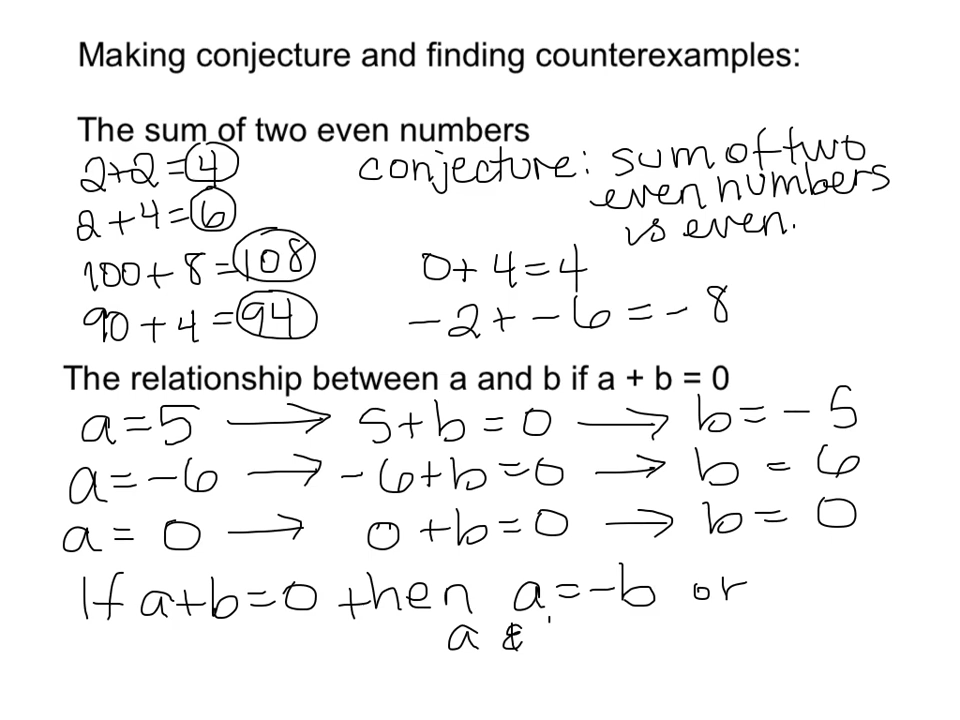 Making conjecture and finding counterexamples:
The sum of two even numbers
2+2=4
2+4=6
100+8=108
90+4=94
conjecture: sum of two
even numbers
is even.
0+4=4
-2+-6=-8
The relationship between a and b if a + b = 0
a=5 → 5+b=0 → b=-5
a=-6 → -6+b=0 → b=6
a=0 → 0+b=0 → b=0
If a+b=0 then a=-b or
a &